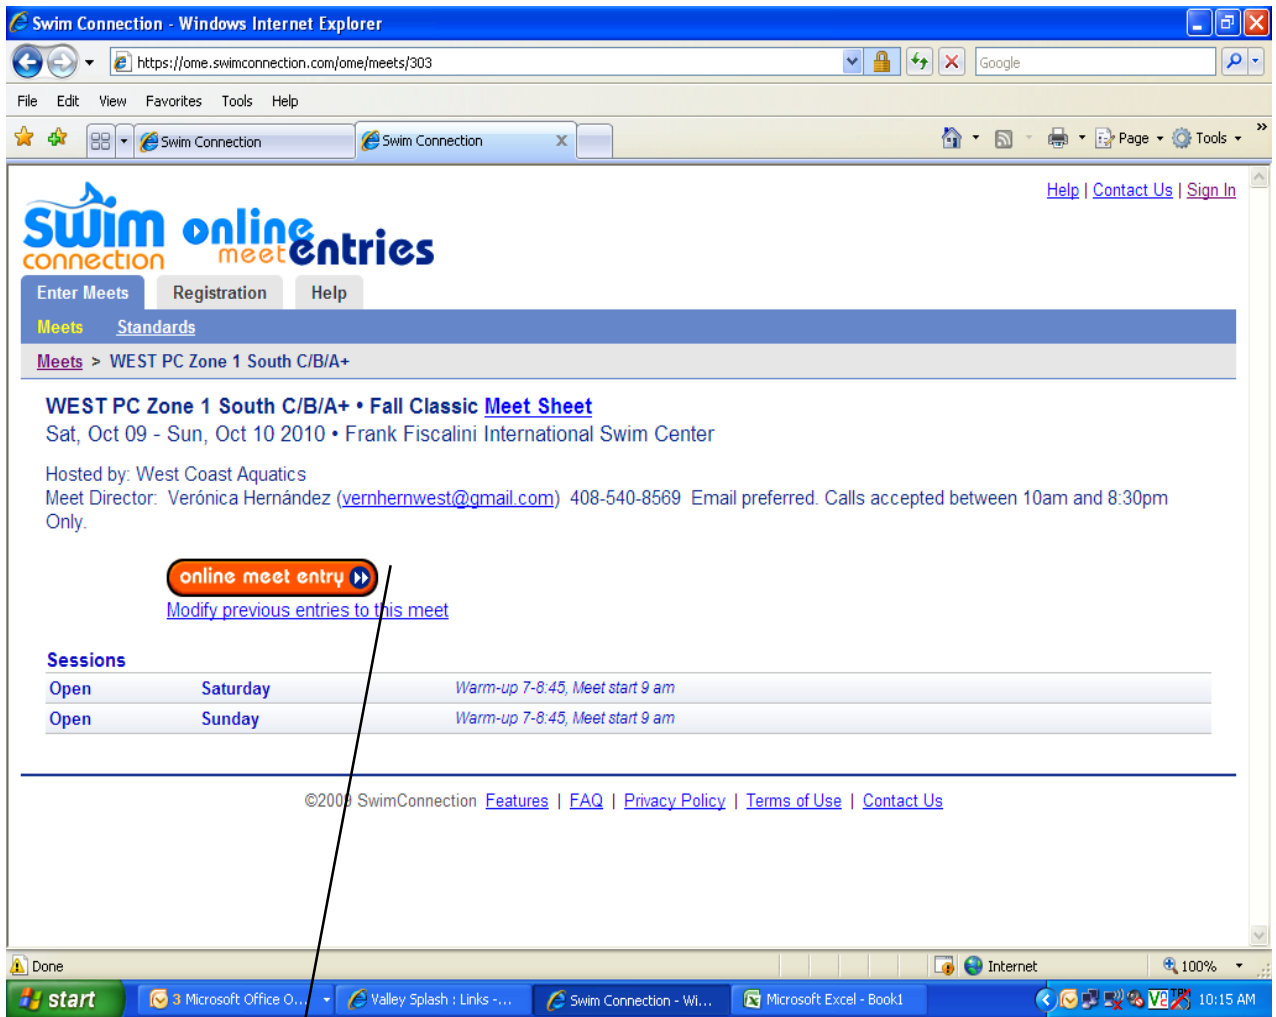 Swim Connection - Windows Internet Explorer
https://ome.swimconnection.com/ome/meets/303
Google
File Edit View Favorites Tools Help
Swim Connection
Swim Connection
Page
Tools
Help | Contact Us | Sign In
swim connection online meet entries
Enter Meets Registration Help
Meets Standards
Meets > WEST PC Zone 1 South C/B/A+
WEST PC Zone 1 South C/B/A+ • Fall Classic Meet Sheet
Sat, Oct 09 - Sun, Oct 10 2010 • Frank Fiscalini International Swim Center
Hosted by: West Coast Aquatics
Meet Director: Verónica Hernández (vernhernwest@gmail.com) 408-540-8569 Email preferred. Calls accepted between 10am and 8:30pm
Only.
online meet entry
Modify previous entries to this meet
Sessions
Open Saturday Warm-up 7-8:45, Meet start 9 am
Open Sunday Warm-up 7-8:45, Meet start 9 am
©2009 SwimConnection Features | FAQ | Privacy Policy | Terms of Use | Contact Us
Done Internet 100%
start 3 Microsoft Office O... Valley Splash : Links -... Swim Connection - Wi... Microsoft Excel - Book1 10:15 AM